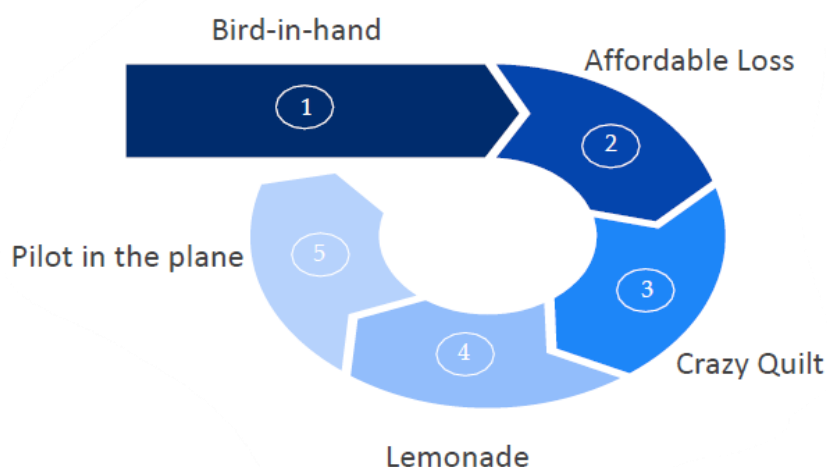 Bird-in-hand
1
Affordable Loss
2
3
Crazy Quilt
4
Lemonade
5
Pilot in the plane